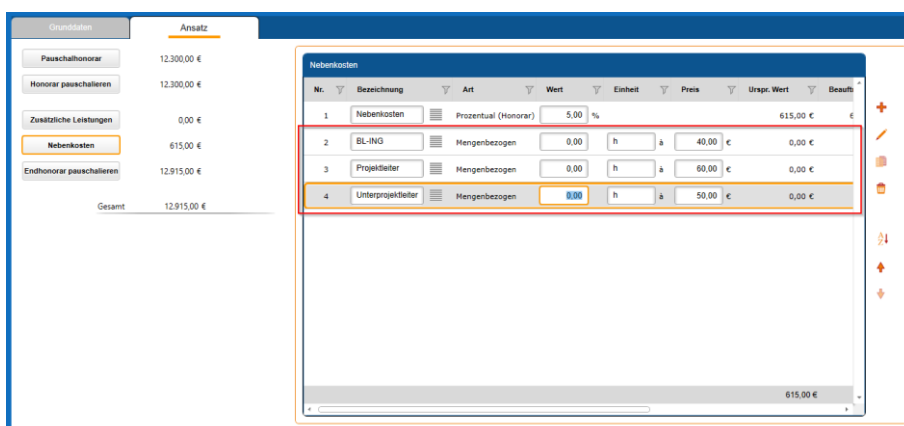 Grunddaten Ansatz
Pauschalhonorar 12.300,00 €
Honorar pauschalieren 12.300,00 €
Zusätzliche Leistungen 0,00 €
Nebenkosten 615,00 €
Endhonorar pauschalieren 12.915,00 €
Gesamt 12.915,00 €
Nebenkosten
Nr. Bezeichnung Art Wert Einheit Preis Urspr. Wert Beauft
1 Nebenkosten Prozentual (Honorar) 5,00 % 615,00 € 6
2 BL-ING Mengenbezogen 0,00 h à 40,00 € 0,00 €
3 Projektleiter Mengenbezogen 0,00 h à 60,00 € 0,00 €
4 Unterprojektleiter Mengenbezogen 0,00 h à 50,00 € 0,00 €
615,00 €